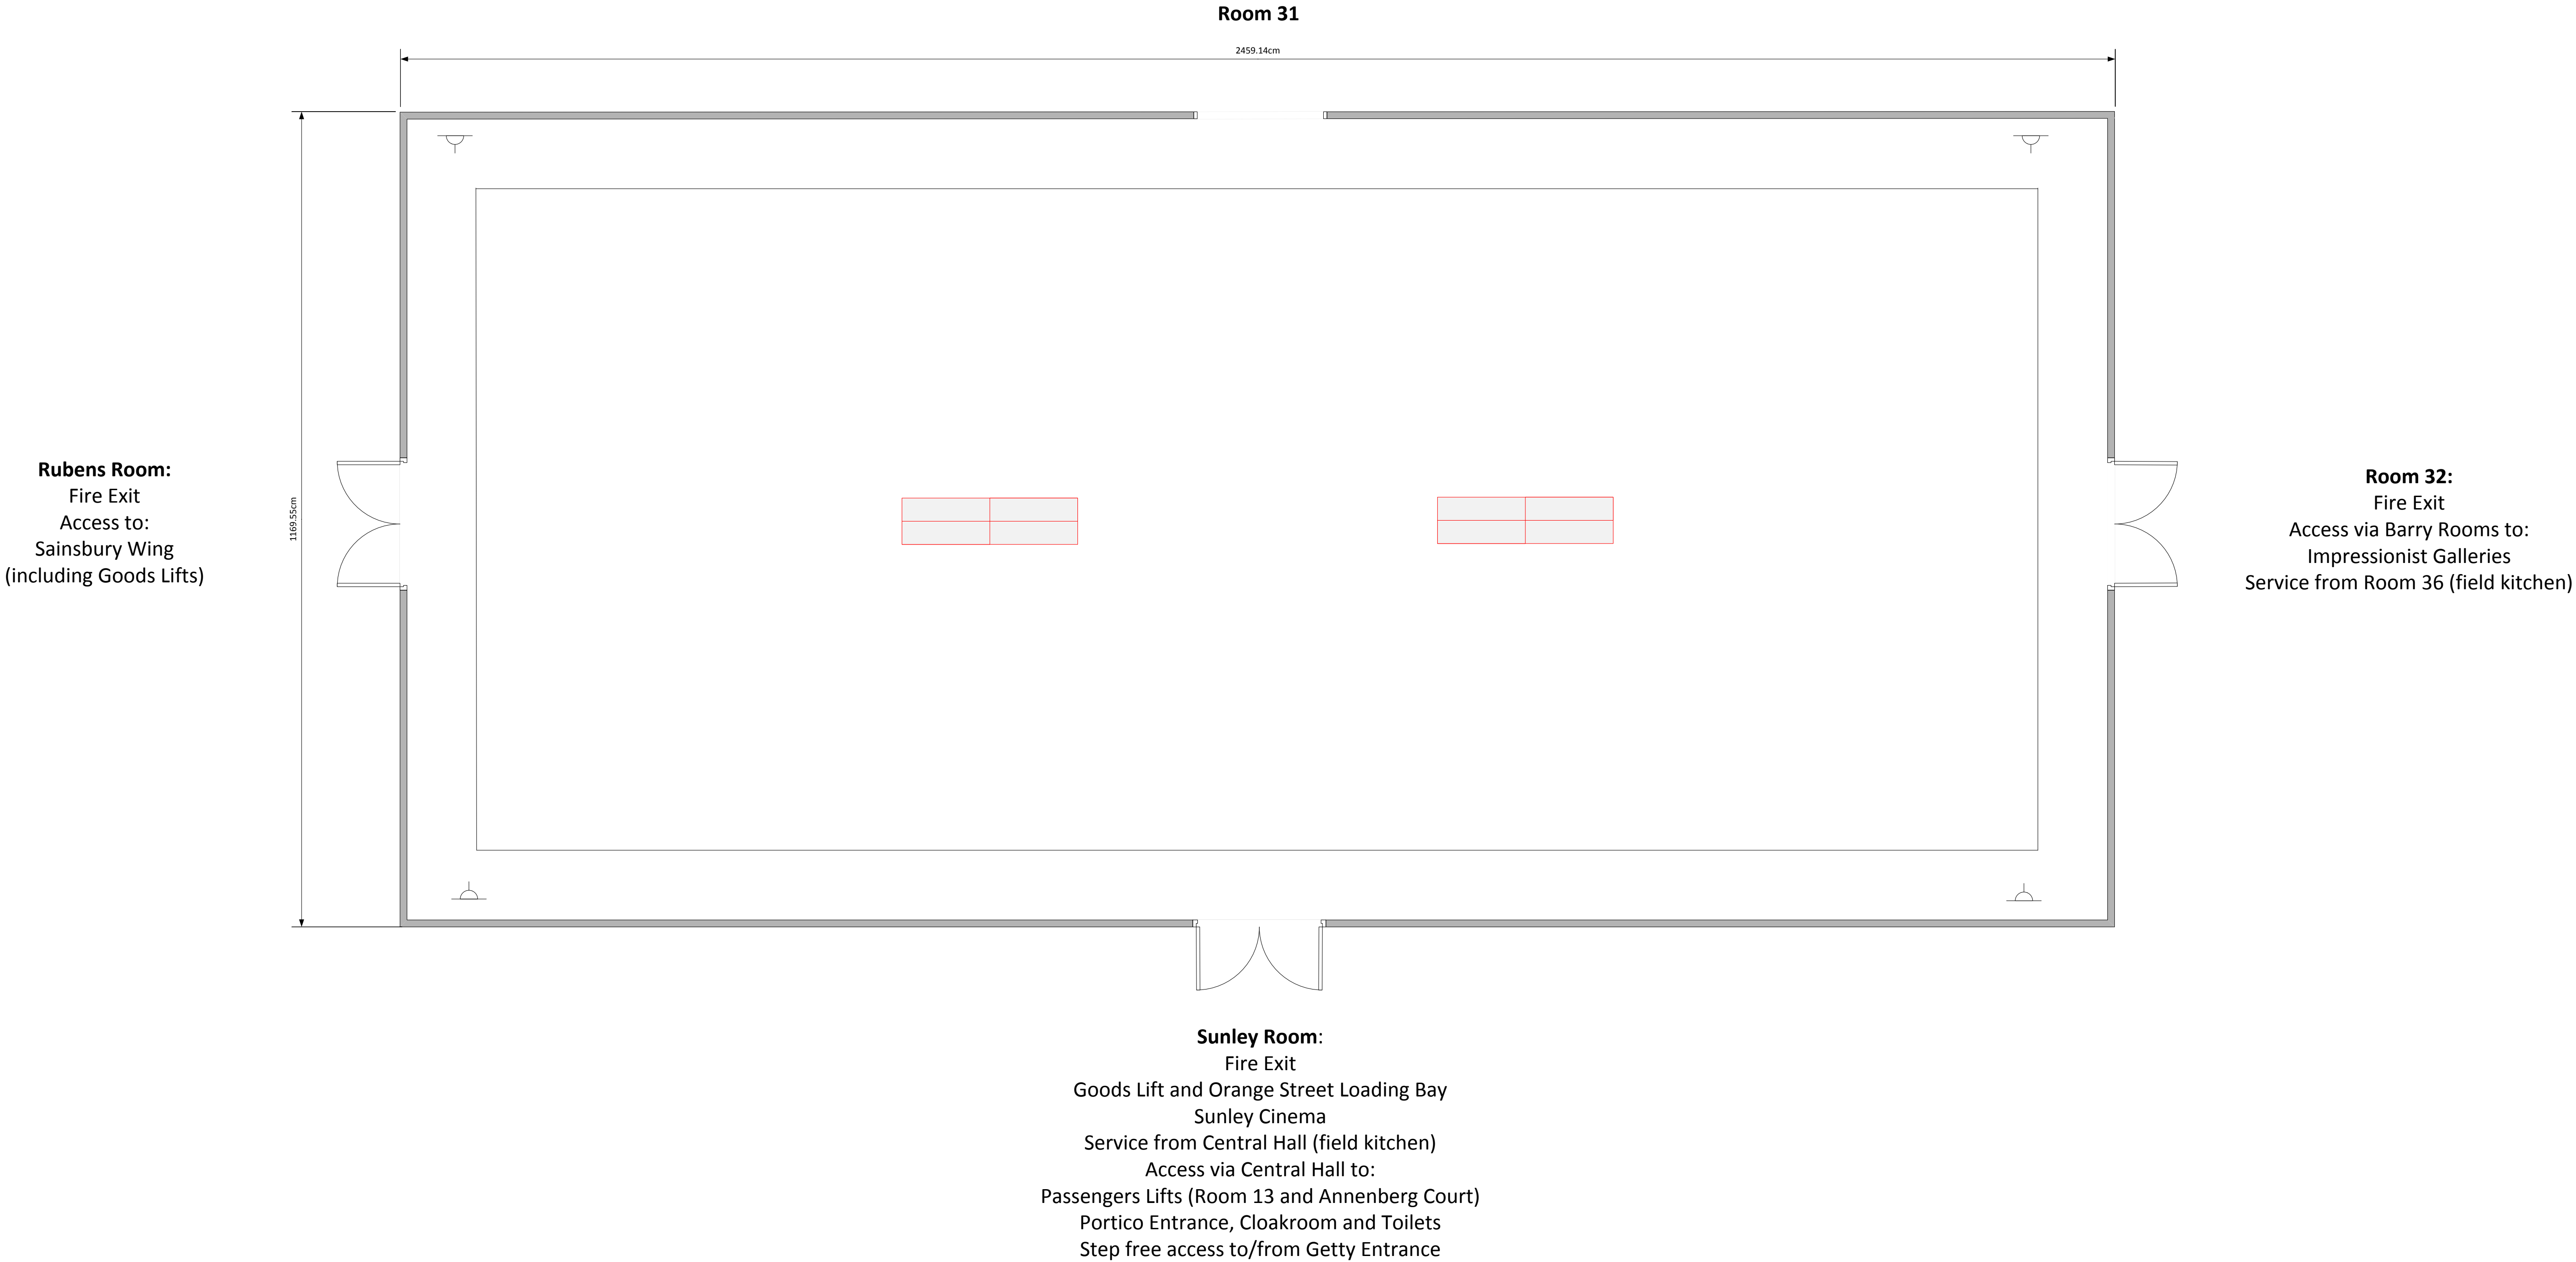 Room 31
2459.14cm
1169.55cm
Rubens Room:
Fire Exit
Access to:
Sainsbury Wing
(including Goods Lifts)
Room 32:
Fire Exit
Access via Barry Rooms to:
Impressionist Galleries
Service from Room 36 (field kitchen)
Sunley Room:
Fire Exit
Goods Lift and Orange Street Loading Bay
Sunley Cinema
Service from Central Hall (field kitchen)
Access via Central Hall to:
Passengers Lifts (Room 13 and Annenberg Court)
Portico Entrance, Cloakroom and Toilets
Step free access to/from Getty Entrance